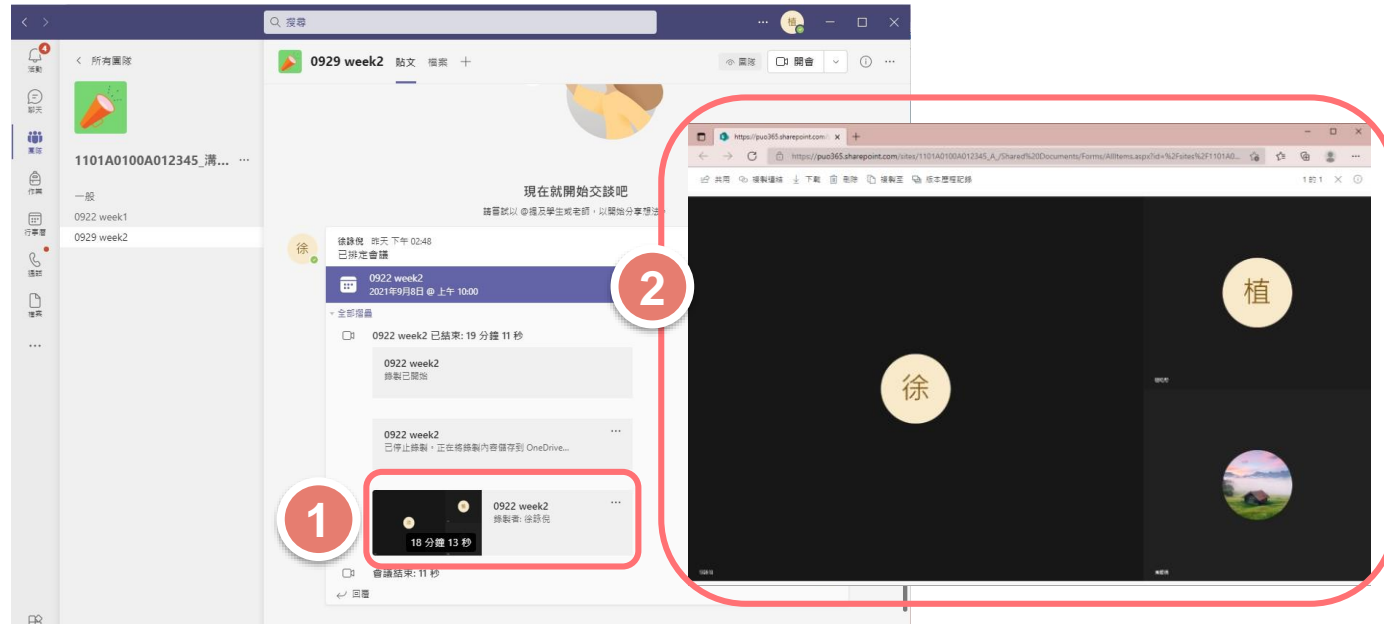 搜尋
植
4
活動
聊天
團隊
作業
行事曆
通話
檔案
所有團隊
1101A0100A012345_溝...
一般
0922 week1
0929 week2
0929 week2 貼文 檔案
團隊
開會
現在就開始交談吧
請嘗試以 @提及學生或老師，以開始分享想法。
徐
徐詠倪 昨天 下午 02:48
已排定會議
0922 week2
2021年9月8日 @ 上午 10:00
全部摺疊
0922 week2 已結束: 19 分鐘 11 秒
0922 week2
錄製已開始
0922 week2
已停止錄製，正在將錄製內容儲存到 OneDrive...
1
18 分鐘 13 秒
0922 week2
錄製者: 徐詠倪
會議結束: 11 秒
回覆
2
https://puo365.sharepoint.com
https://puo365.sharepoint.com/sites/1101A0100A012345_A_/Shared%20Documents/Forms/AllItems.aspx?id=%2Fsites%2F1101A0...
共用 複製連結 下載 刪除 複製至 版本歷程記錄
1 的 1
徐
植